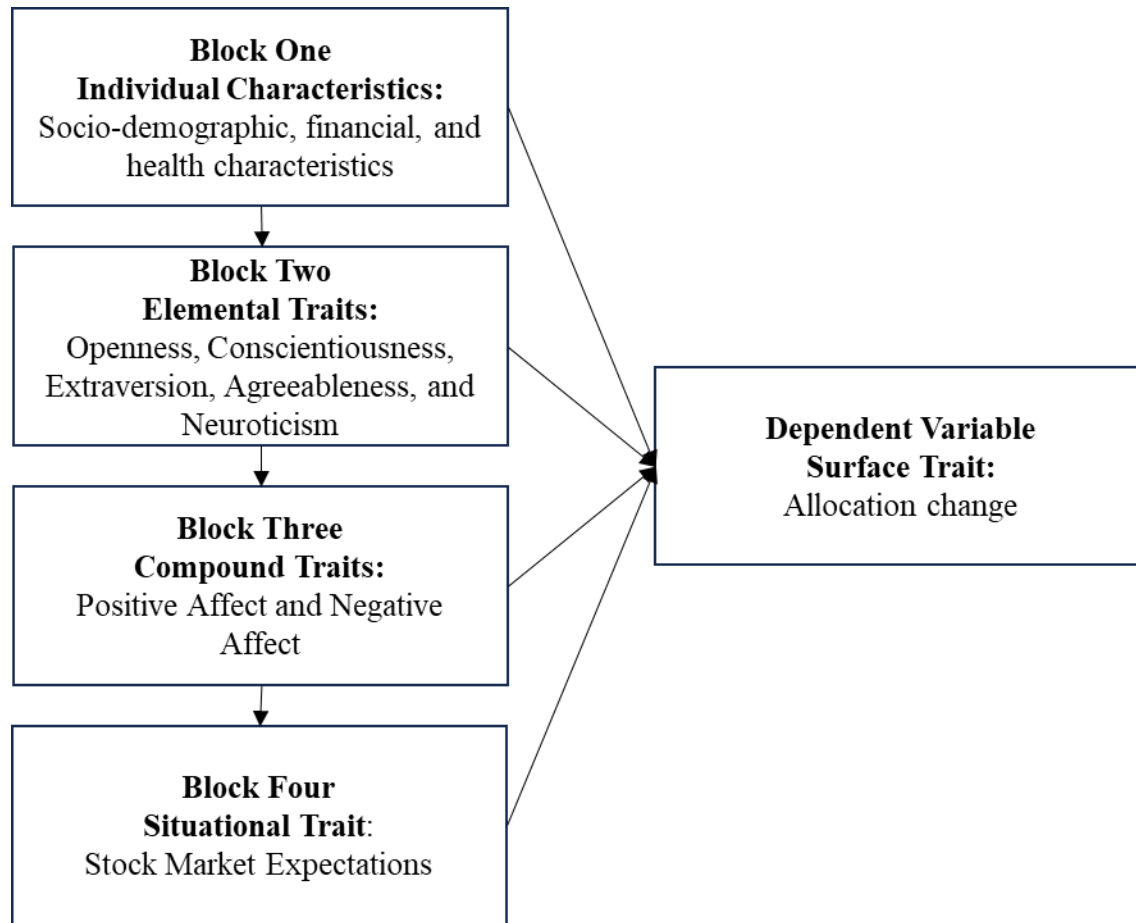 Block One
Individual Characteristics:
Socio-demographic, financial, and
health characteristics
Block Two
Elemental Traits:
Openness, Conscientiousness,
Extraversion, Agreeableness, and
Neuroticism
Block Three
Compound Traits:
Positive Affect and Negative
Affect
Block Four
Situational Trait:
Stock Market Expectations
Dependent Variable
Surface Trait:
Allocation change